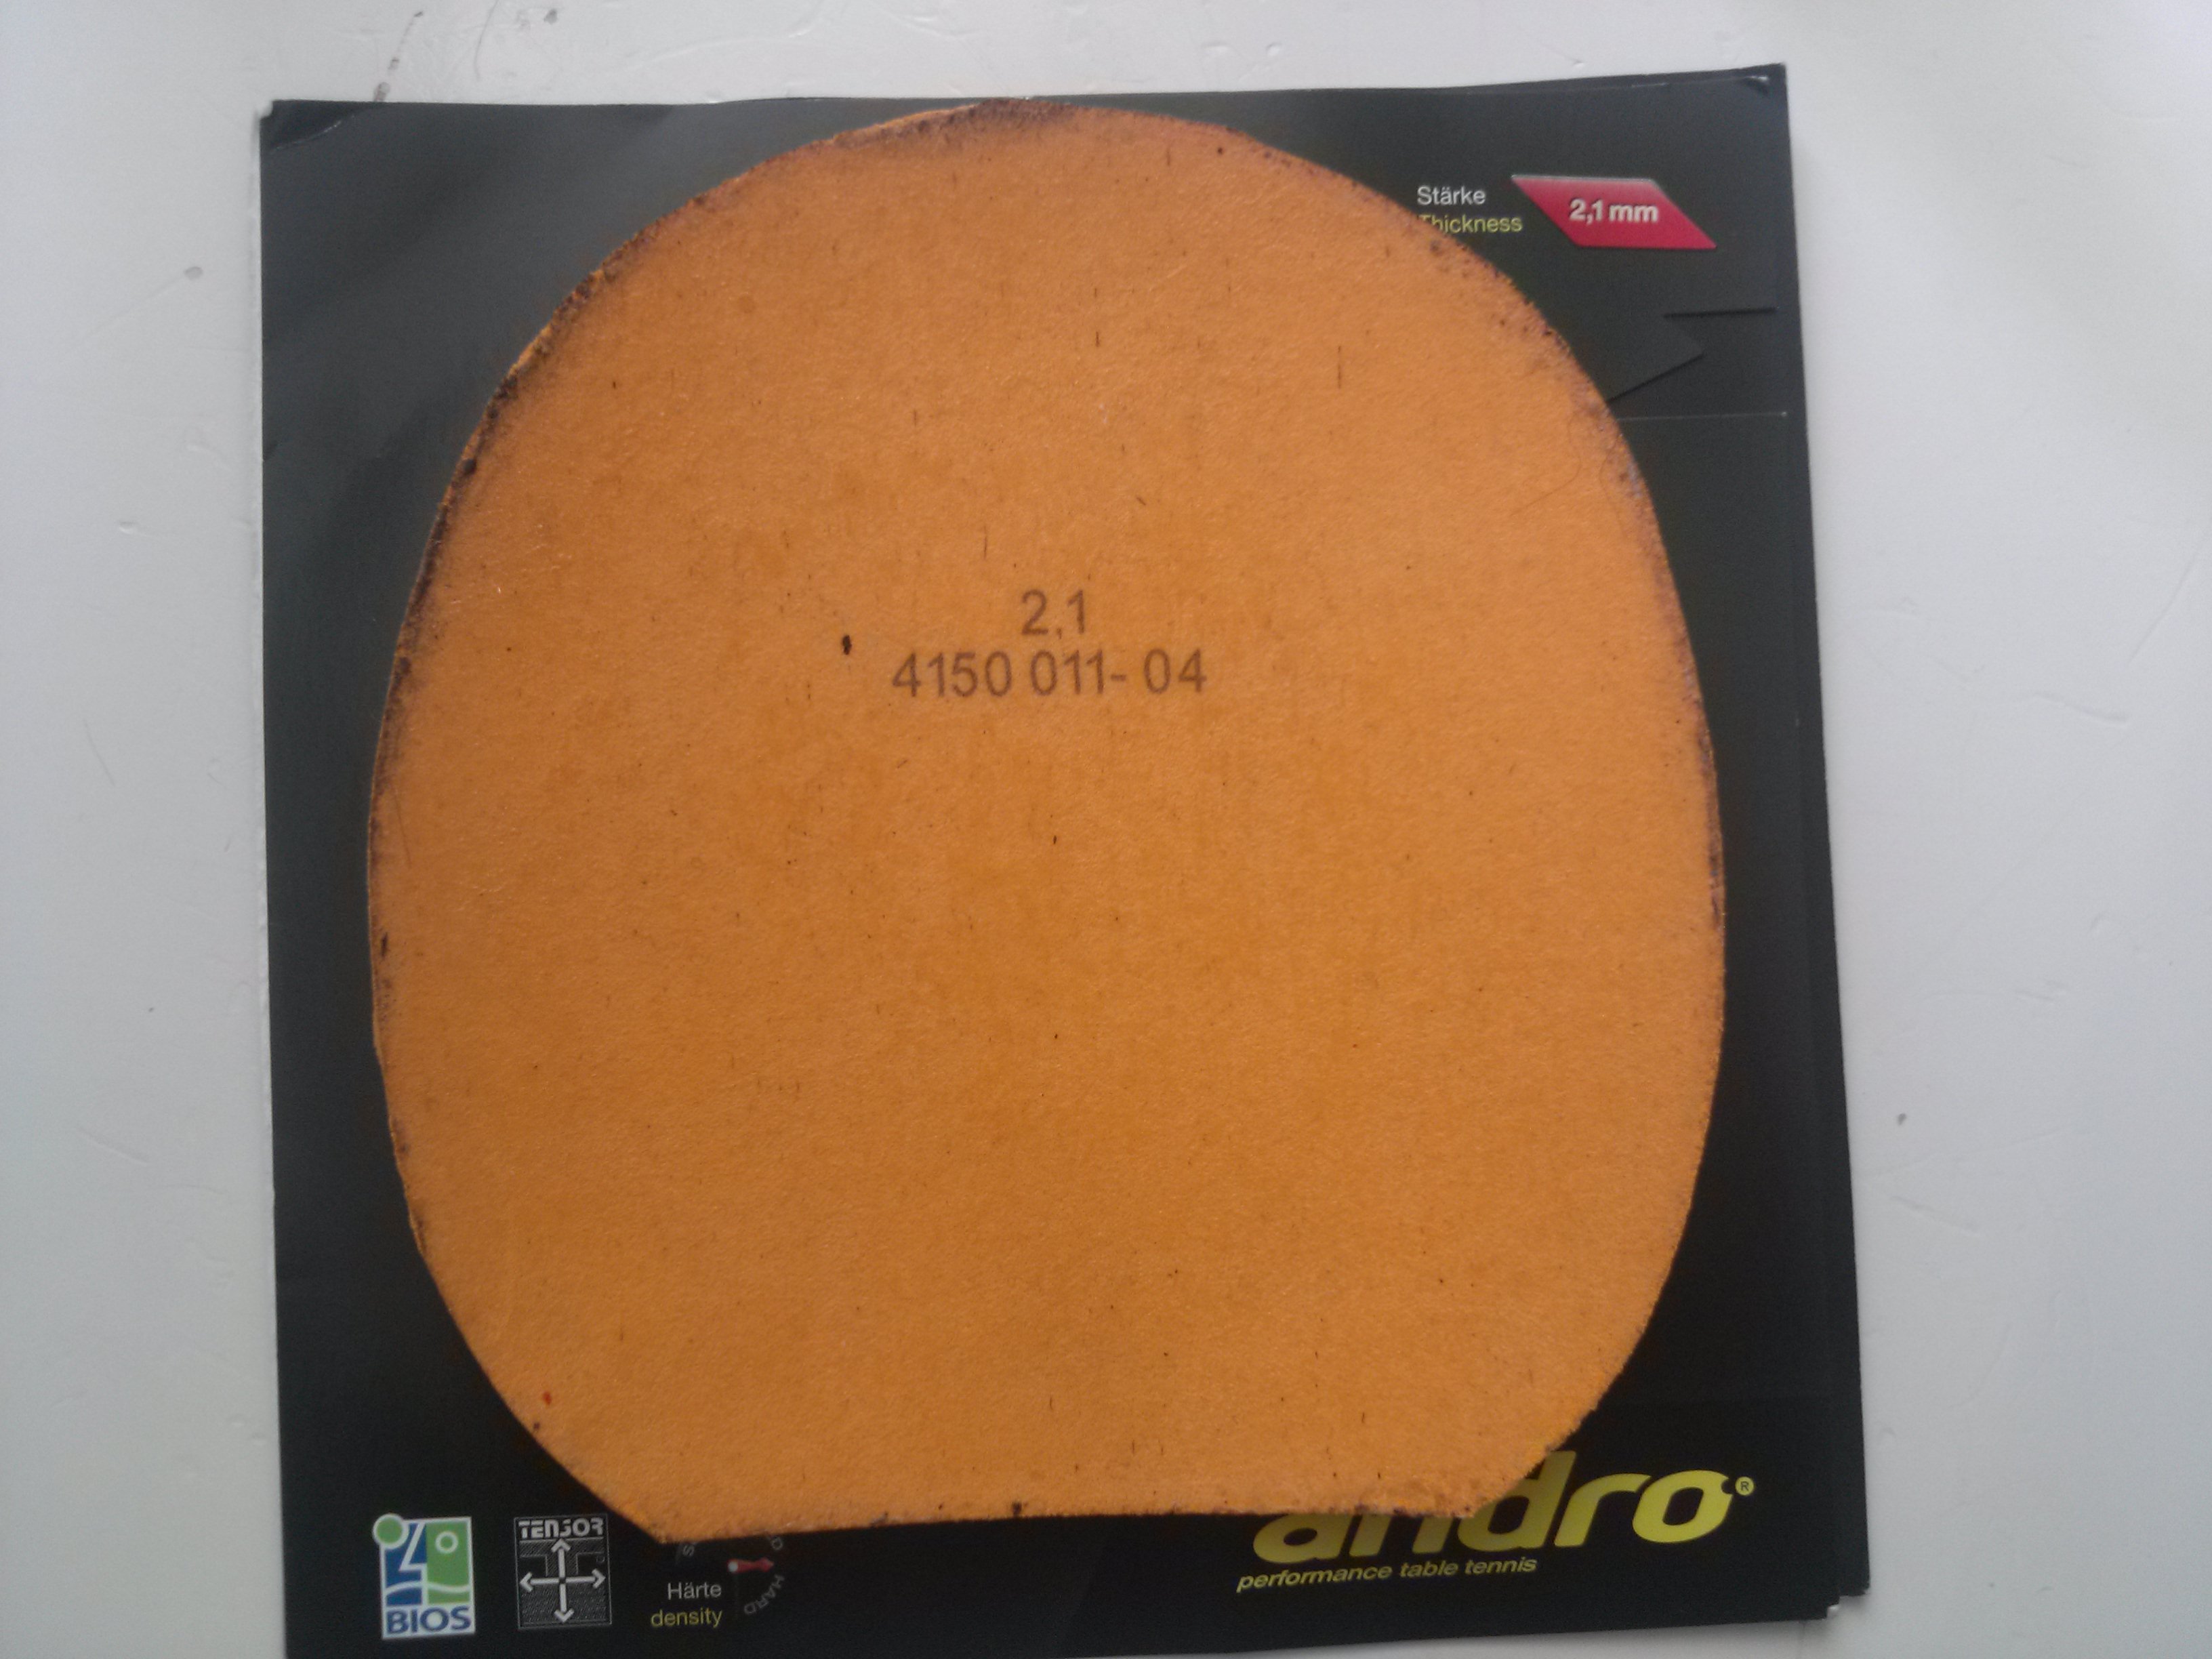 Stärke
Thickness
2,1 mm
2,1
4150 011- 04
andro®
performance table tennis
TENSOR
BIOS
Härte
density
HARD